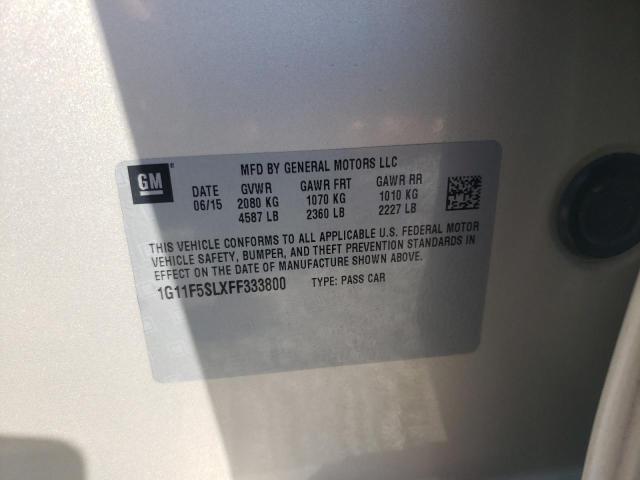 GM ® MFD BY GENERAL MOTORS LLC
DATE GVWR GAWR FRT GAWR RR
06/15 2080 KG 1070 KG 1010 KG
4587 LB 2360 LB 2227 LB
THIS VEHICLE CONFORMS TO ALL APPLICABLE U.S. FEDERAL MOTOR
VEHICLE SAFETY, BUMPER, AND THEFT PREVENTION STANDARDS IN
EFFECT ON THE DATE OF MANUFACTURE SHOWN ABOVE.
1G11F5SLXFF333800 TYPE: PASS CAR